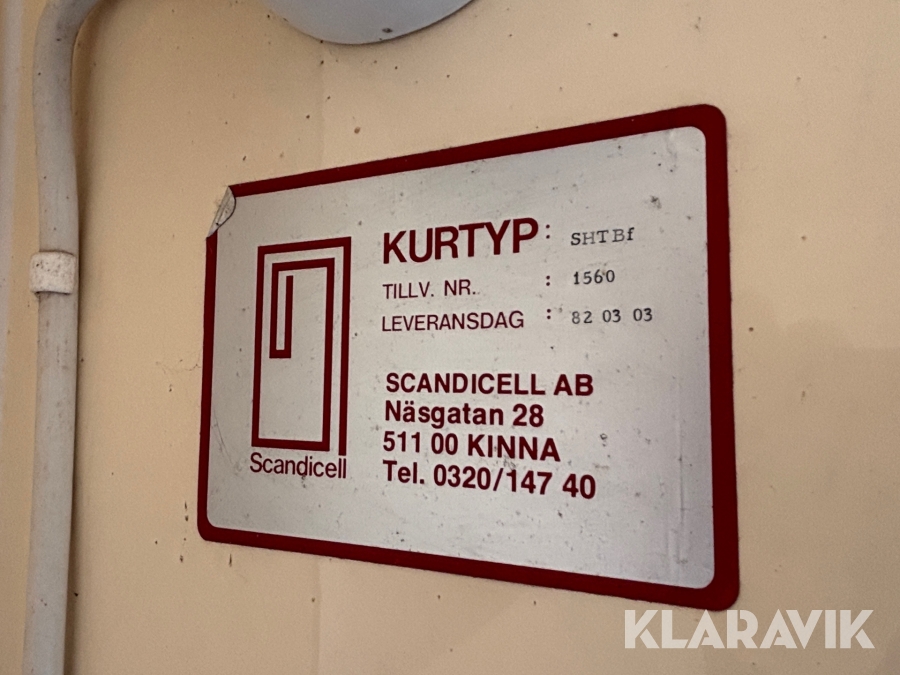 KURTYP: SHTBf
TILLV. NR. : 1560
LEVERANSDAG : 82 03 03
SCANDICELL AB
Näsgatan 28
511 00 KINNA
Tel. 0320/147 40
Scandicell
KLARAVIK